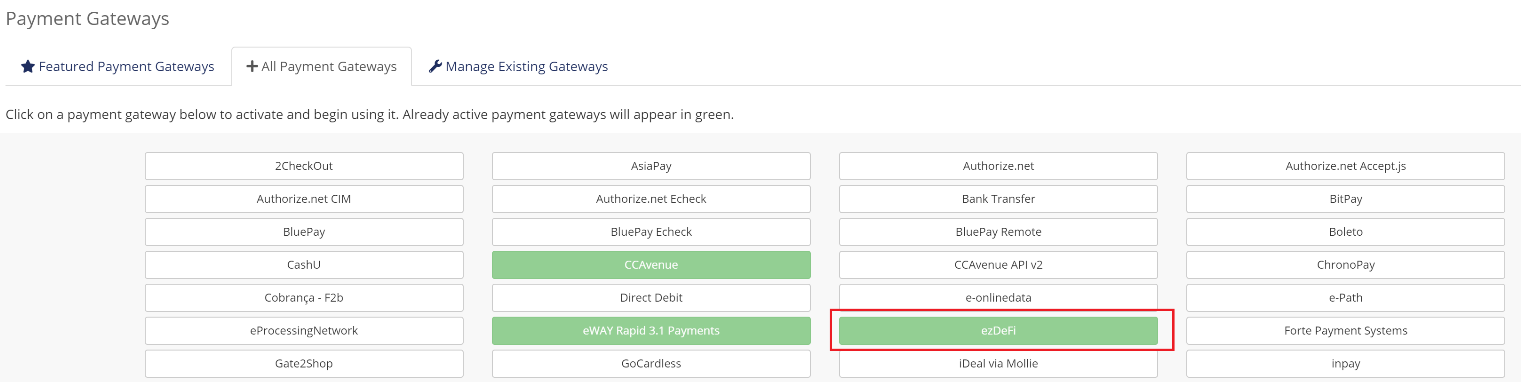 Payment Gateways
Featured Payment Gateways All Payment Gateways Manage Existing Gateways
Click on a payment gateway below to activate and begin using it. Already active payment gateways will appear in green.
2CheckOut AsiaPay Authorize.net Authorize.net Accept.js
Authorize.net CIM Authorize.net Echeck Bank Transfer BitPay
BluePay BluePay Echeck BluePay Remote Boleto
CashU CCAvenue CCAvenue API v2 ChronoPay
Cobrança - F2b Direct Debit e-onlinedata e-Path
eProcessingNetwork eWAY Rapid 3.1 Payments ezDeFi Forte Payment Systems
Gate2Shop GoCardless iDeal via Mollie inpay